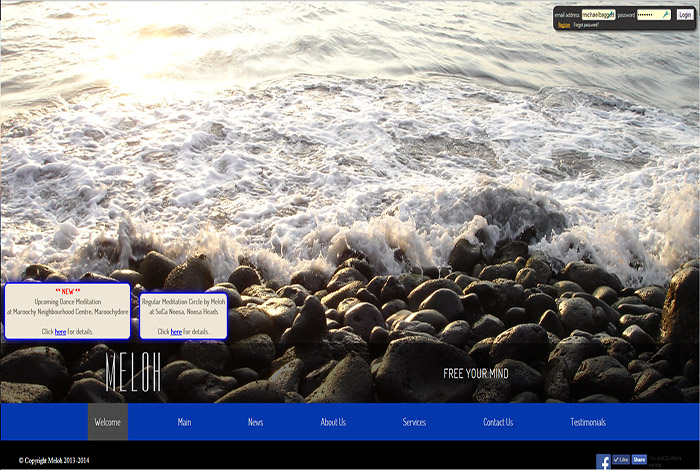 email address: michaelbaggett password:
Login
Register Forgot password?
** NEW **
Upcoming Dance Meditation
at Maroochy Neighbourhood Centre, Maroochydore
Click here for details.
Regular Meditation Circle by Meloh
at SuCa Noosa, Noosa Heads
Click here for details.
MELOH
FREE YOUR MIND
Welcome Main News About Us Services Contact Us Testimonials
© Copyright Meloh 2013-2014
f Like Share